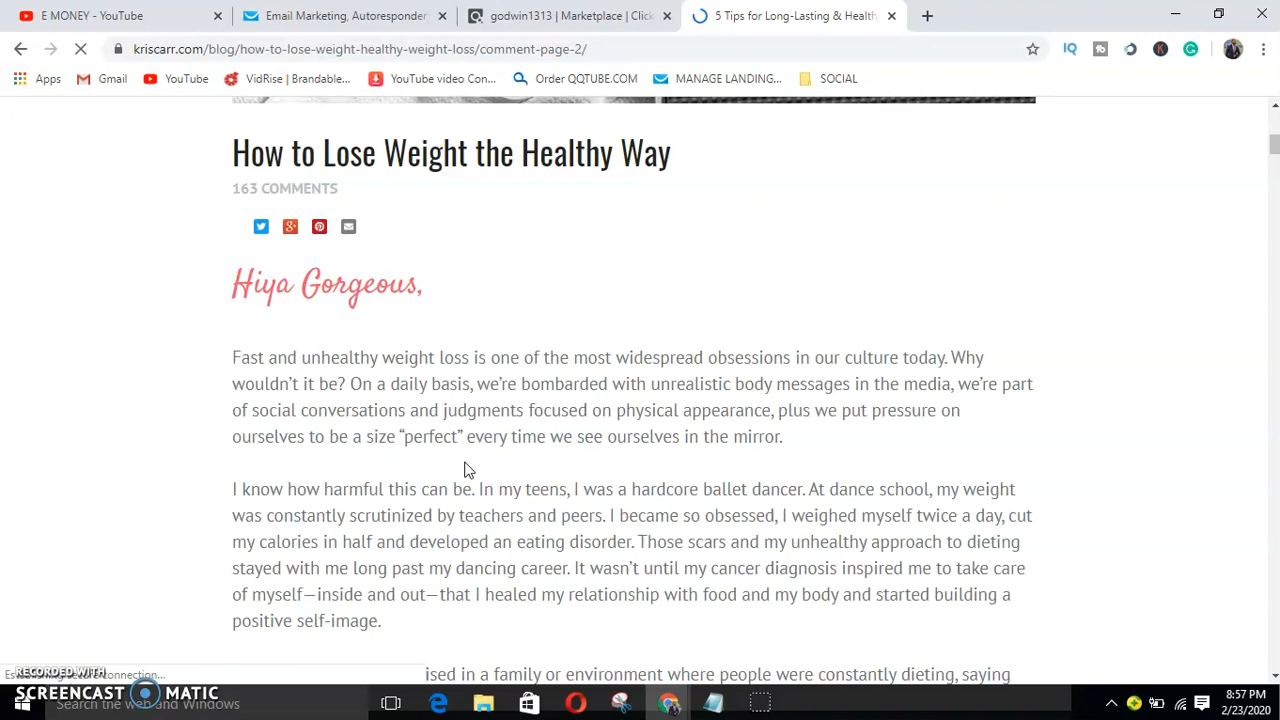 E MONEY - YouTube
Email Marketing, Autoresponder
godwin1313 | Marketplace | Click
5 Tips for Long-Lasting & Health
kriscarr.com/blog/how-to-lose-weight-healthy-weight-loss/comment-page-2/
Apps
Gmail
YouTube
VidRise | Brandable...
YouTube video Con...
Order QQTUBE.COM
MANAGE LANDING...
SOCIAL
How to Lose Weight the Healthy Way
163 COMMENTS
Hiya Gorgeous,
Fast and unhealthy weight loss is one of the most widespread obsessions in our culture today. Why
wouldn't it be? On a daily basis, we're bombarded with unrealistic body messages in the media, we're part
of social conversations and judgments focused on physical appearance, plus we put pressure on
ourselves to be a size “perfect” every time we see ourselves in the mirror.
I know how harmful this can be. In my teens, I was a hardcore ballet dancer. At dance school, my weight
was constantly scrutinized by teachers and peers. I became so obsessed, I weighed myself twice a day, cut
my calories in half and developed an eating disorder. Those scars and my unhealthy approach to dieting
stayed with me long past my dancing career. It wasn't until my cancer diagnosis inspired me to take care
of myself—inside and out—that I healed my relationship with food and my body and started building a
positive self-image.
ised in a family or environment where people were constantly dieting, saying
RECORDED WITH
SCREENCAST MATIC
Search the web and Windows
8:57 PM
2/23/2020